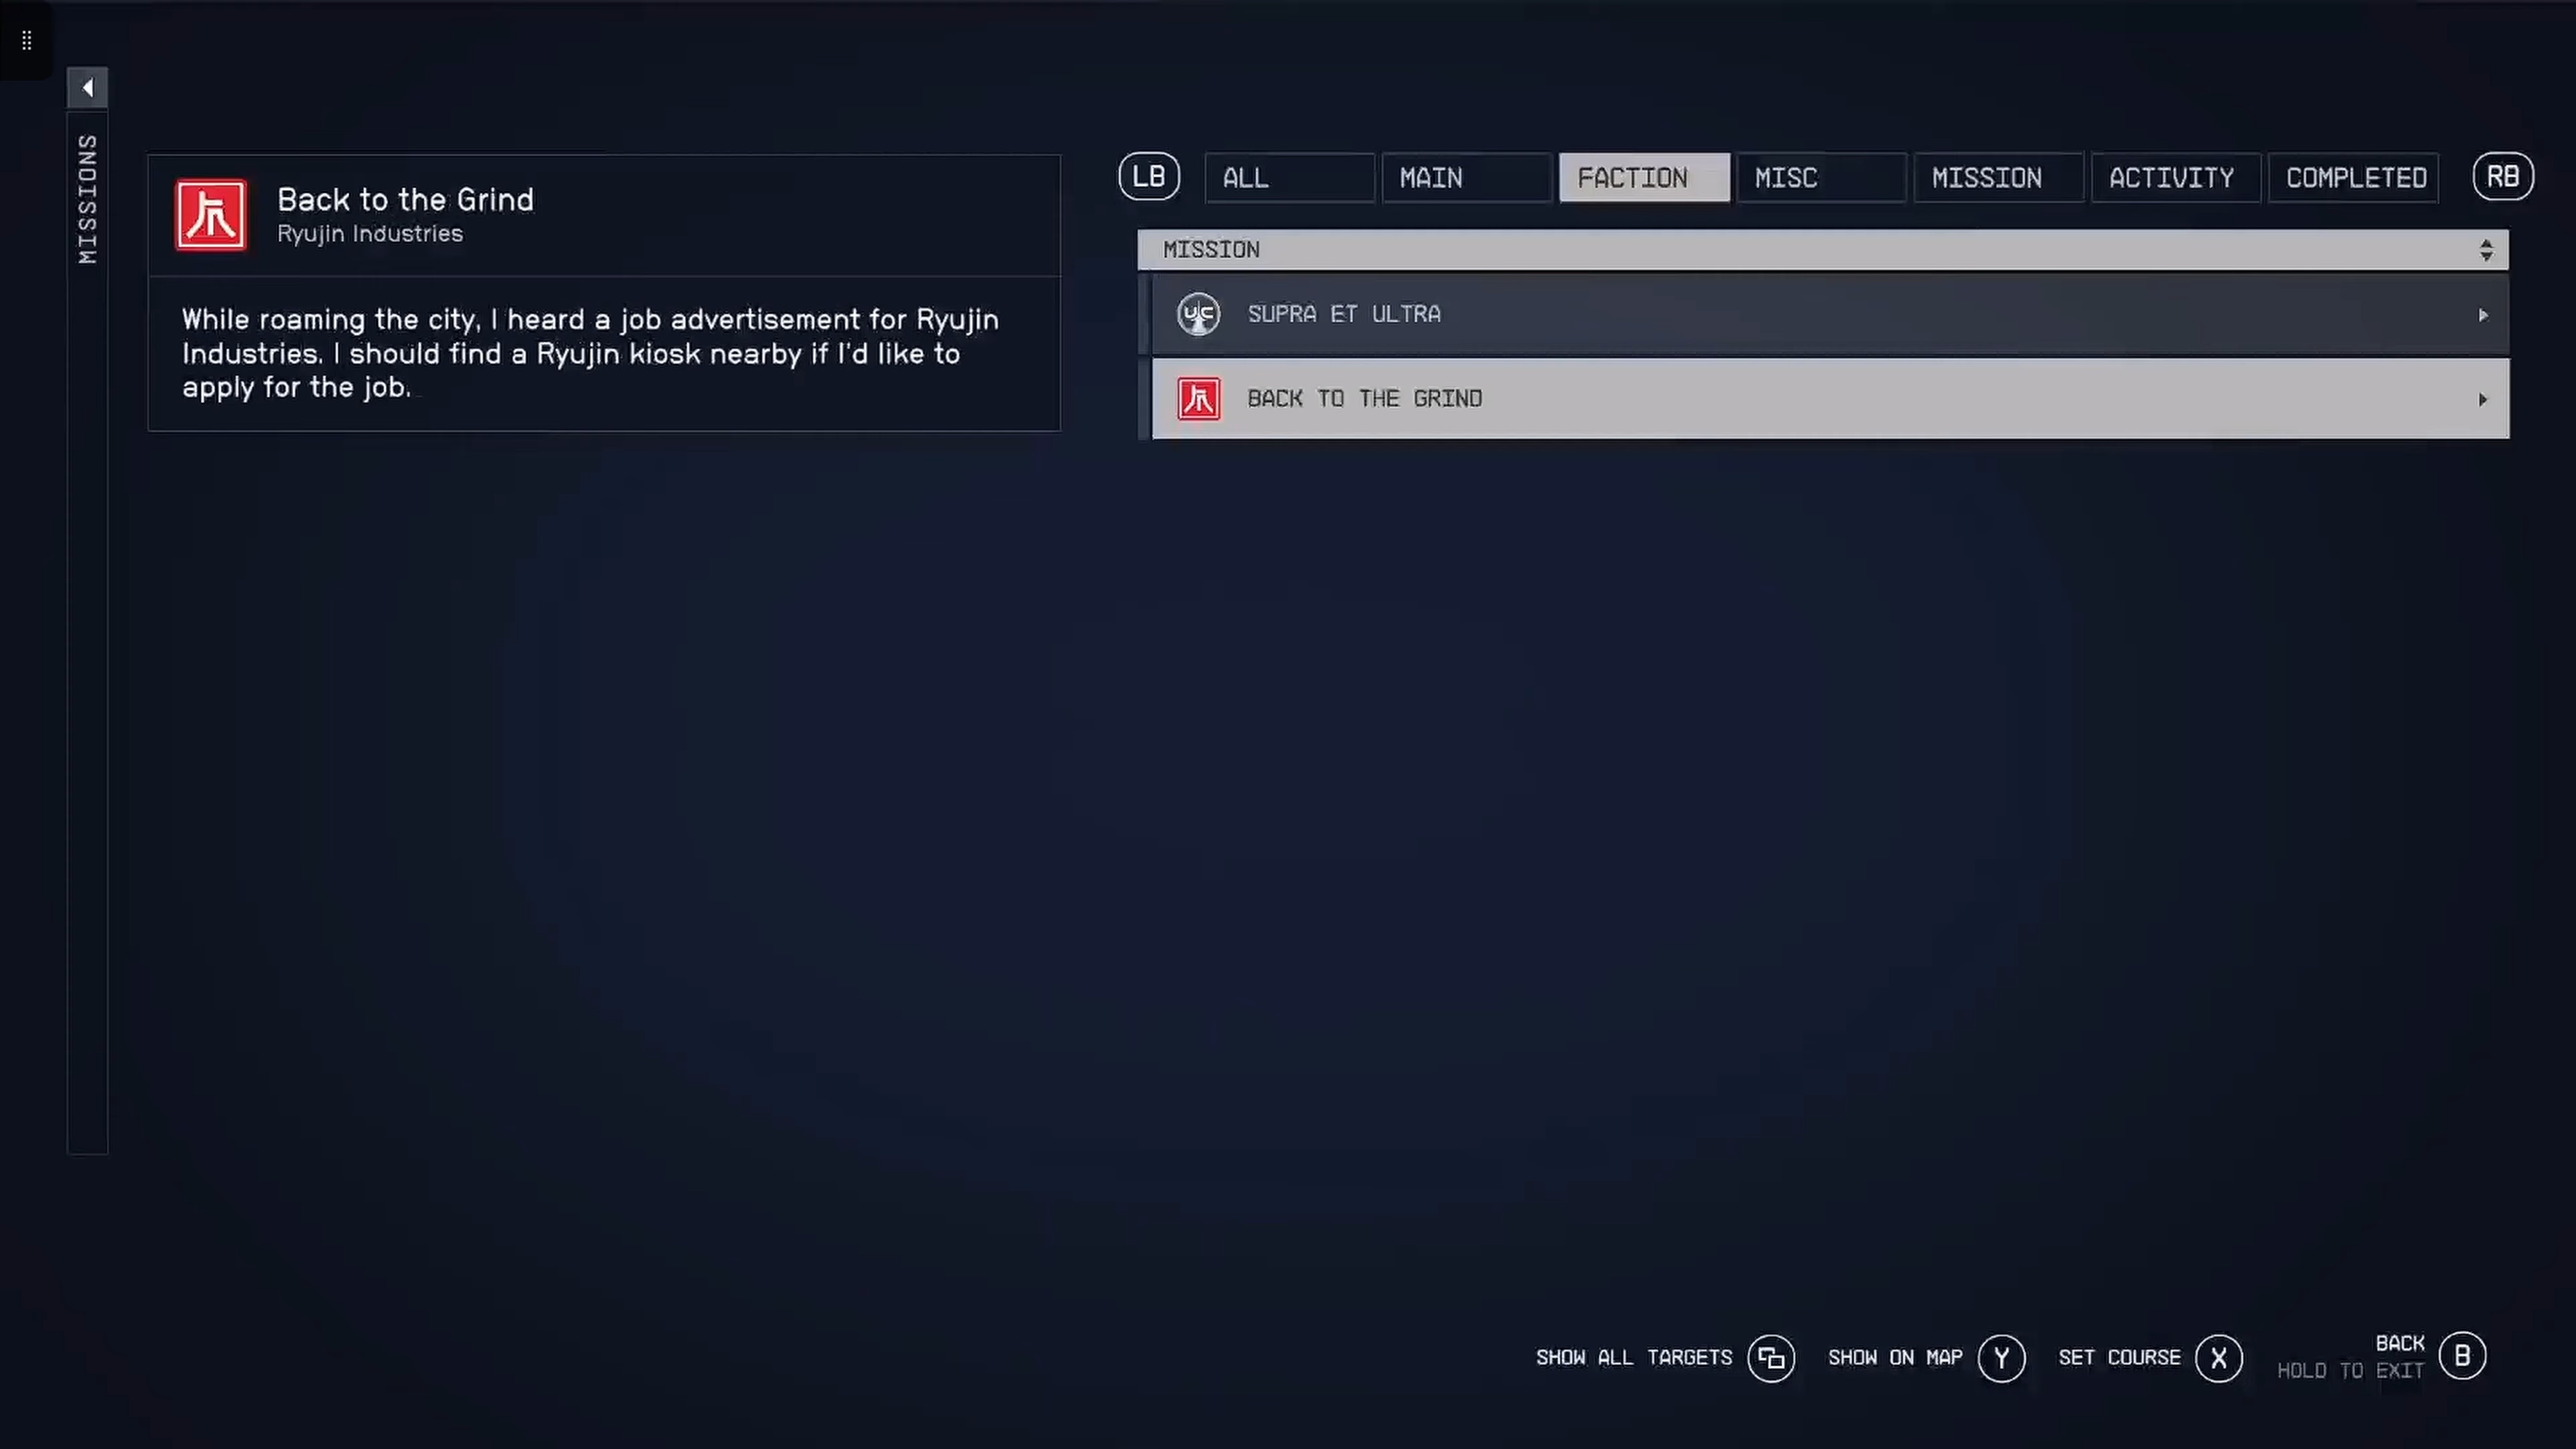 MISSIONS
Back to the Grind
Ryujin Industries
While roaming the city, I heard a job advertisement for Ryujin
Industries. I should find a Ryujin kiosk nearby if I'd like to
apply for the job.
LB ALL MAIN FACTION MISC MISSION ACTIVITY COMPLETED RB
MISSION
UC SUPRA ET ULTRA
BACK TO THE GRIND
SHOW ALL TARGETS SHOW ON MAP Y SET COURSE X BACK B
HOLD TO EXIT